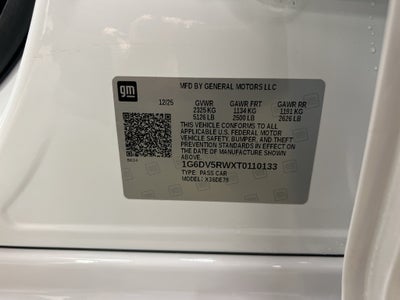 gm
MFD BY GENERAL MOTORS LLC
12/25 GVWR GAWR FRT GAWR RR
2325 KG 1134 KG 1191 KG
5126 LB 2500 LB 2626 LB
THIS VEHICLE CONFORMS TO ALL
APPLICABLE U.S. FEDERAL MOTOR
VEHICLE SAFETY, BUMPER, AND THEFT
PREVENTION STANDARDS IN EFFECT ON
THE DATE OF MANUFACTURE SHOWN
ABOVE.
1G6DV5RWXT0110133
TYPE: PASS CAR
MODEL: X36DE79